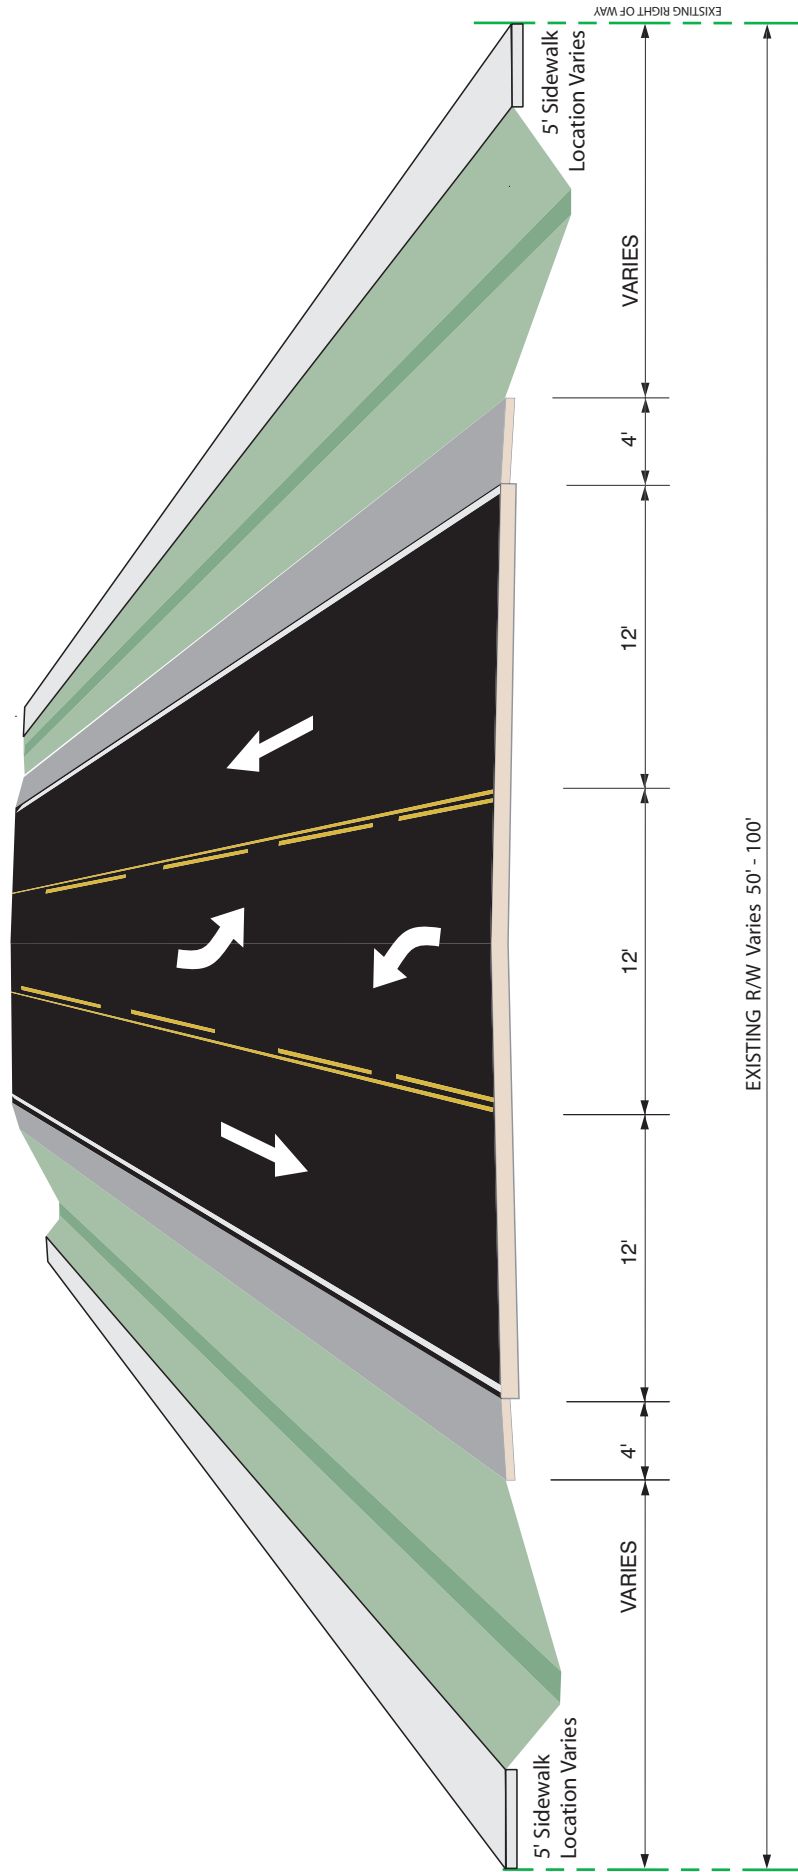 5' Sidewalk
Location Varies
5' Sidewalk
Location Varies
EXISTING RIGHT OF WAY
VARIES
4'
12'
12'
12'
4'
VARIES
EXISTING R/W Varies 50' - 100'